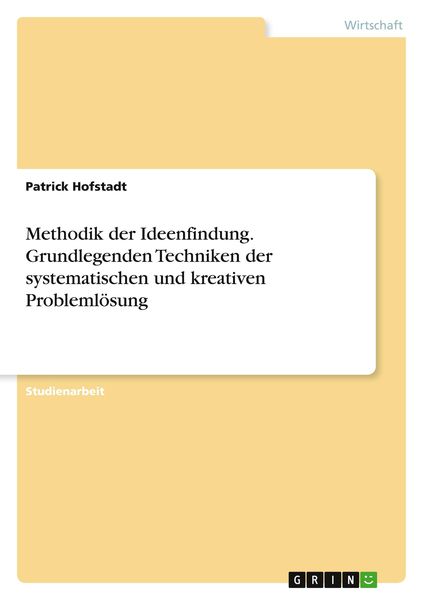 Wirtschaft
Patrick Hofstadt
Methodik der Ideenfindung.
Grundlegenden Techniken der
systematischen und kreativen
Problemlösung
Studienarbeit
GRIN